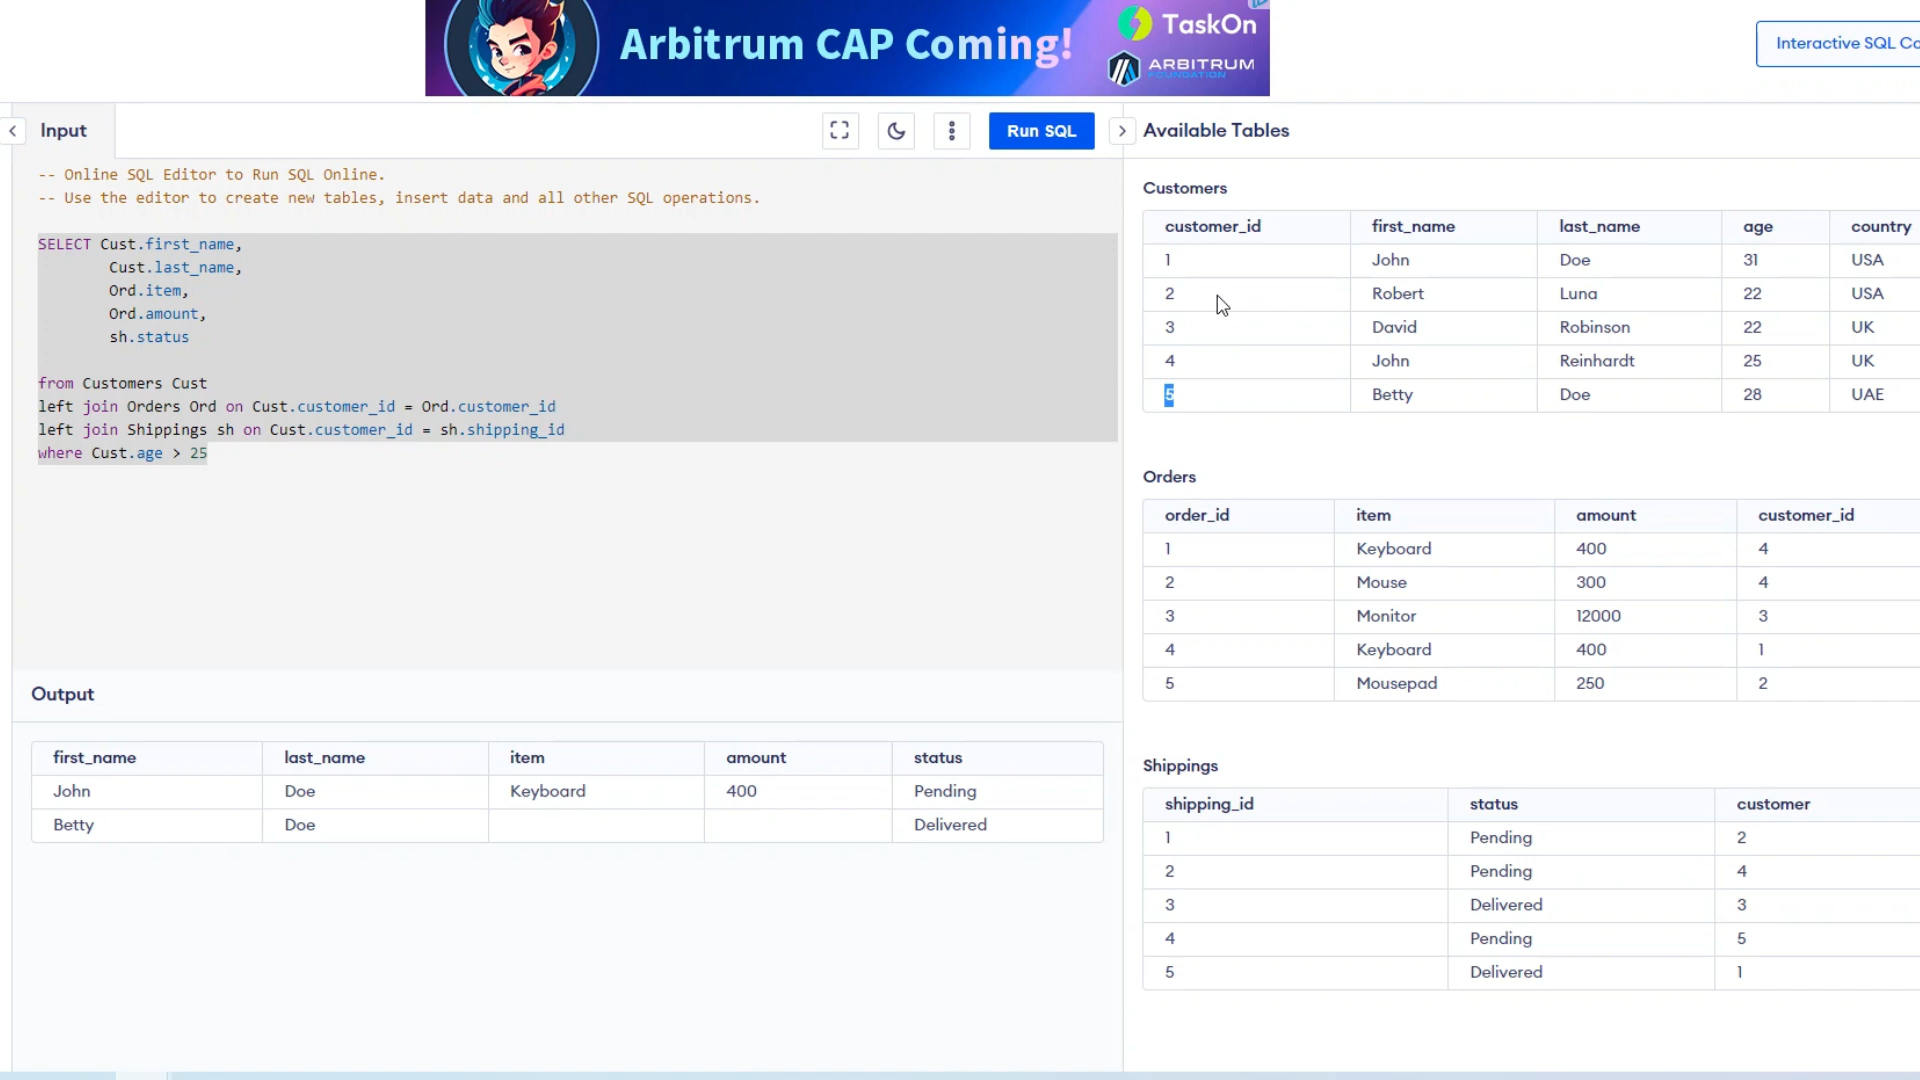 Arbitrum CAP Coming!
TaskOn
ARBITRUM
FOUNDATION
Interactive SQL Co
Input
Run SQL
Available Tables
-- Online SQL Editor to Run SQL Online.
-- Use the editor to create new tables, insert data and all other SQL operations.
SELECT Cust.first_name,
Cust.last_name,
Ord.item,
Ord.amount,
sh.status
from Customers Cust
left join Orders Ord on Cust.customer_id = Ord.customer_id
left join Shippings sh on Cust.customer_id = sh.shipping_id
where Cust.age > 25
Output
first_name last_name item amount status
John Doe Keyboard 400 Pending
Betty Doe Delivered
Customers
customer_id first_name last_name age country
1 John Doe 31 USA
2 Robert Luna 22 USA
3 David Robinson 22 UK
4 John Reinhardt 25 UK
5 Betty Doe 28 UAE
Orders
order_id item amount customer_id
1 Keyboard 400 4
2 Mouse 300 4
3 Monitor 12000 3
4 Keyboard 400 1
5 Mousepad 250 2
Shippings
shipping_id status customer
1 Pending 2
2 Pending 4
3 Delivered 3
4 Pending 5
5 Delivered 1